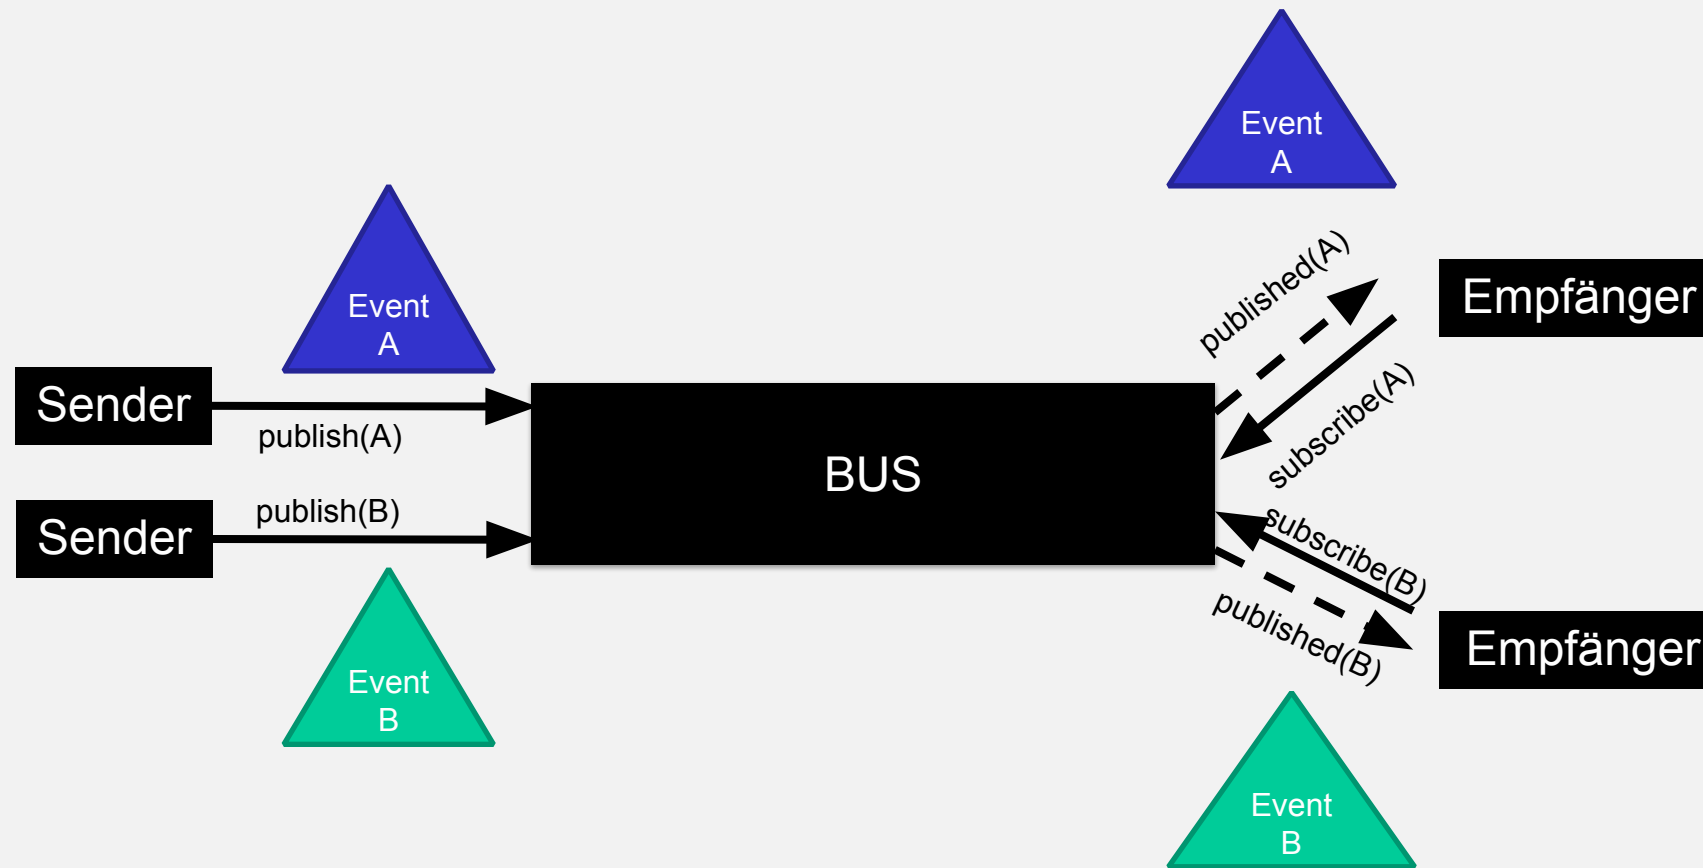 Event
A
Event
A
published(A)
Empfänger
Sender
publish(A)
subscribe(A)
BUS
publish(B)
Sender
subscribe(B)
published(B)
Empfänger
Event
B
Event
B